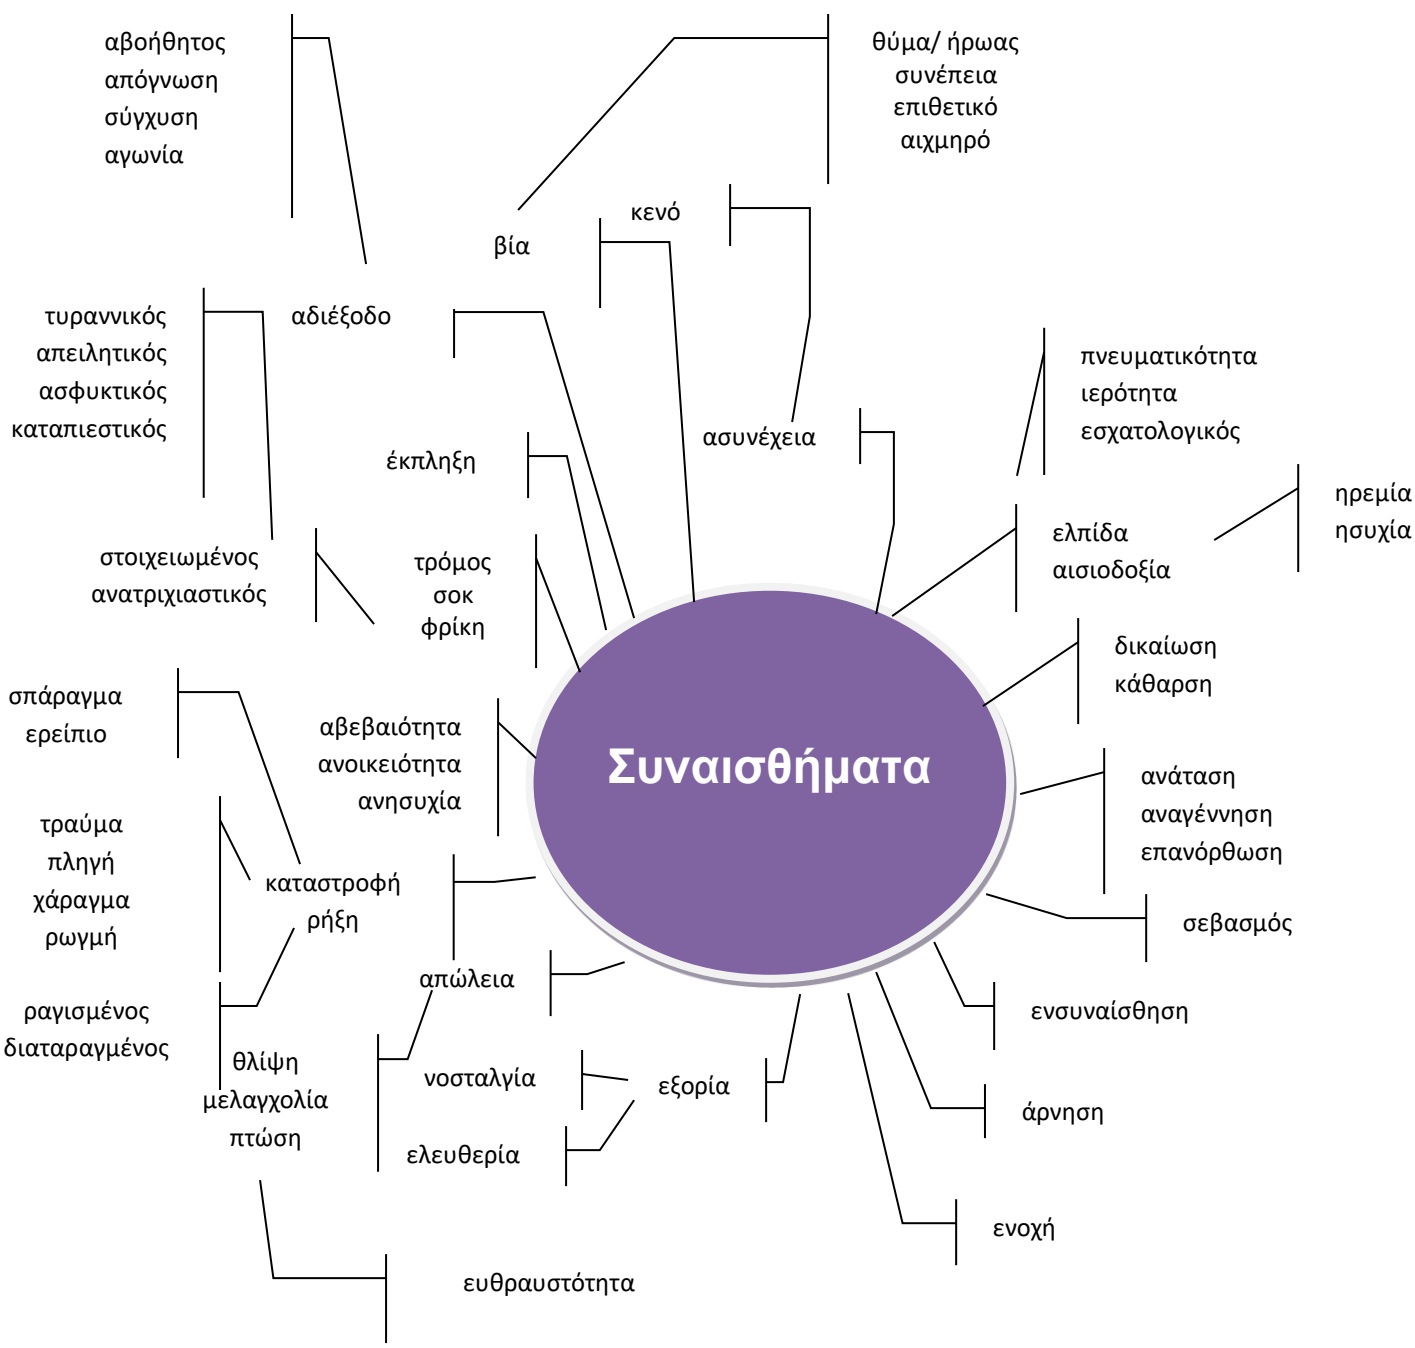 αβοήθητος
απόγνωση
σύγχυση
αγωνία
θύμα/ ήρωας
συνέπεια
επιθετικό
αιχμηρό
κενό
βία
τυραννικός
απειλητικός
ασφυκτικός
καταπιεστικός
αδιέξοδο
πνευματικότητα
ιερότητα
εσχατολογικός
ασυνέχεια
έκπληξη
ηρεμία
ησυχία
ελπίδα
αισιοδοξία
στοιχειωμένος
ανατριχιαστικός
τρόμος
σοκ
φρίκη
δικαίωση
κάθαρση
σπάραγμα
ερείπιο
αβεβαιότητα
ανοικειότητα
ανησυχία
Συναισθήματα
ανάταση
αναγέννηση
επανόρθωση
τραύμα
πληγή
χάραγμα
ρωγμή
καταστροφή
ρήξη
σεβασμός
απώλεια
ραγισμένος
διαταραγμένος
ενσυναίσθηση
θλίψη
μελαγχολία
πτώση
νοσταλγία
εξορία
άρνηση
ελευθερία
ενοχή
ευθραυστότητα